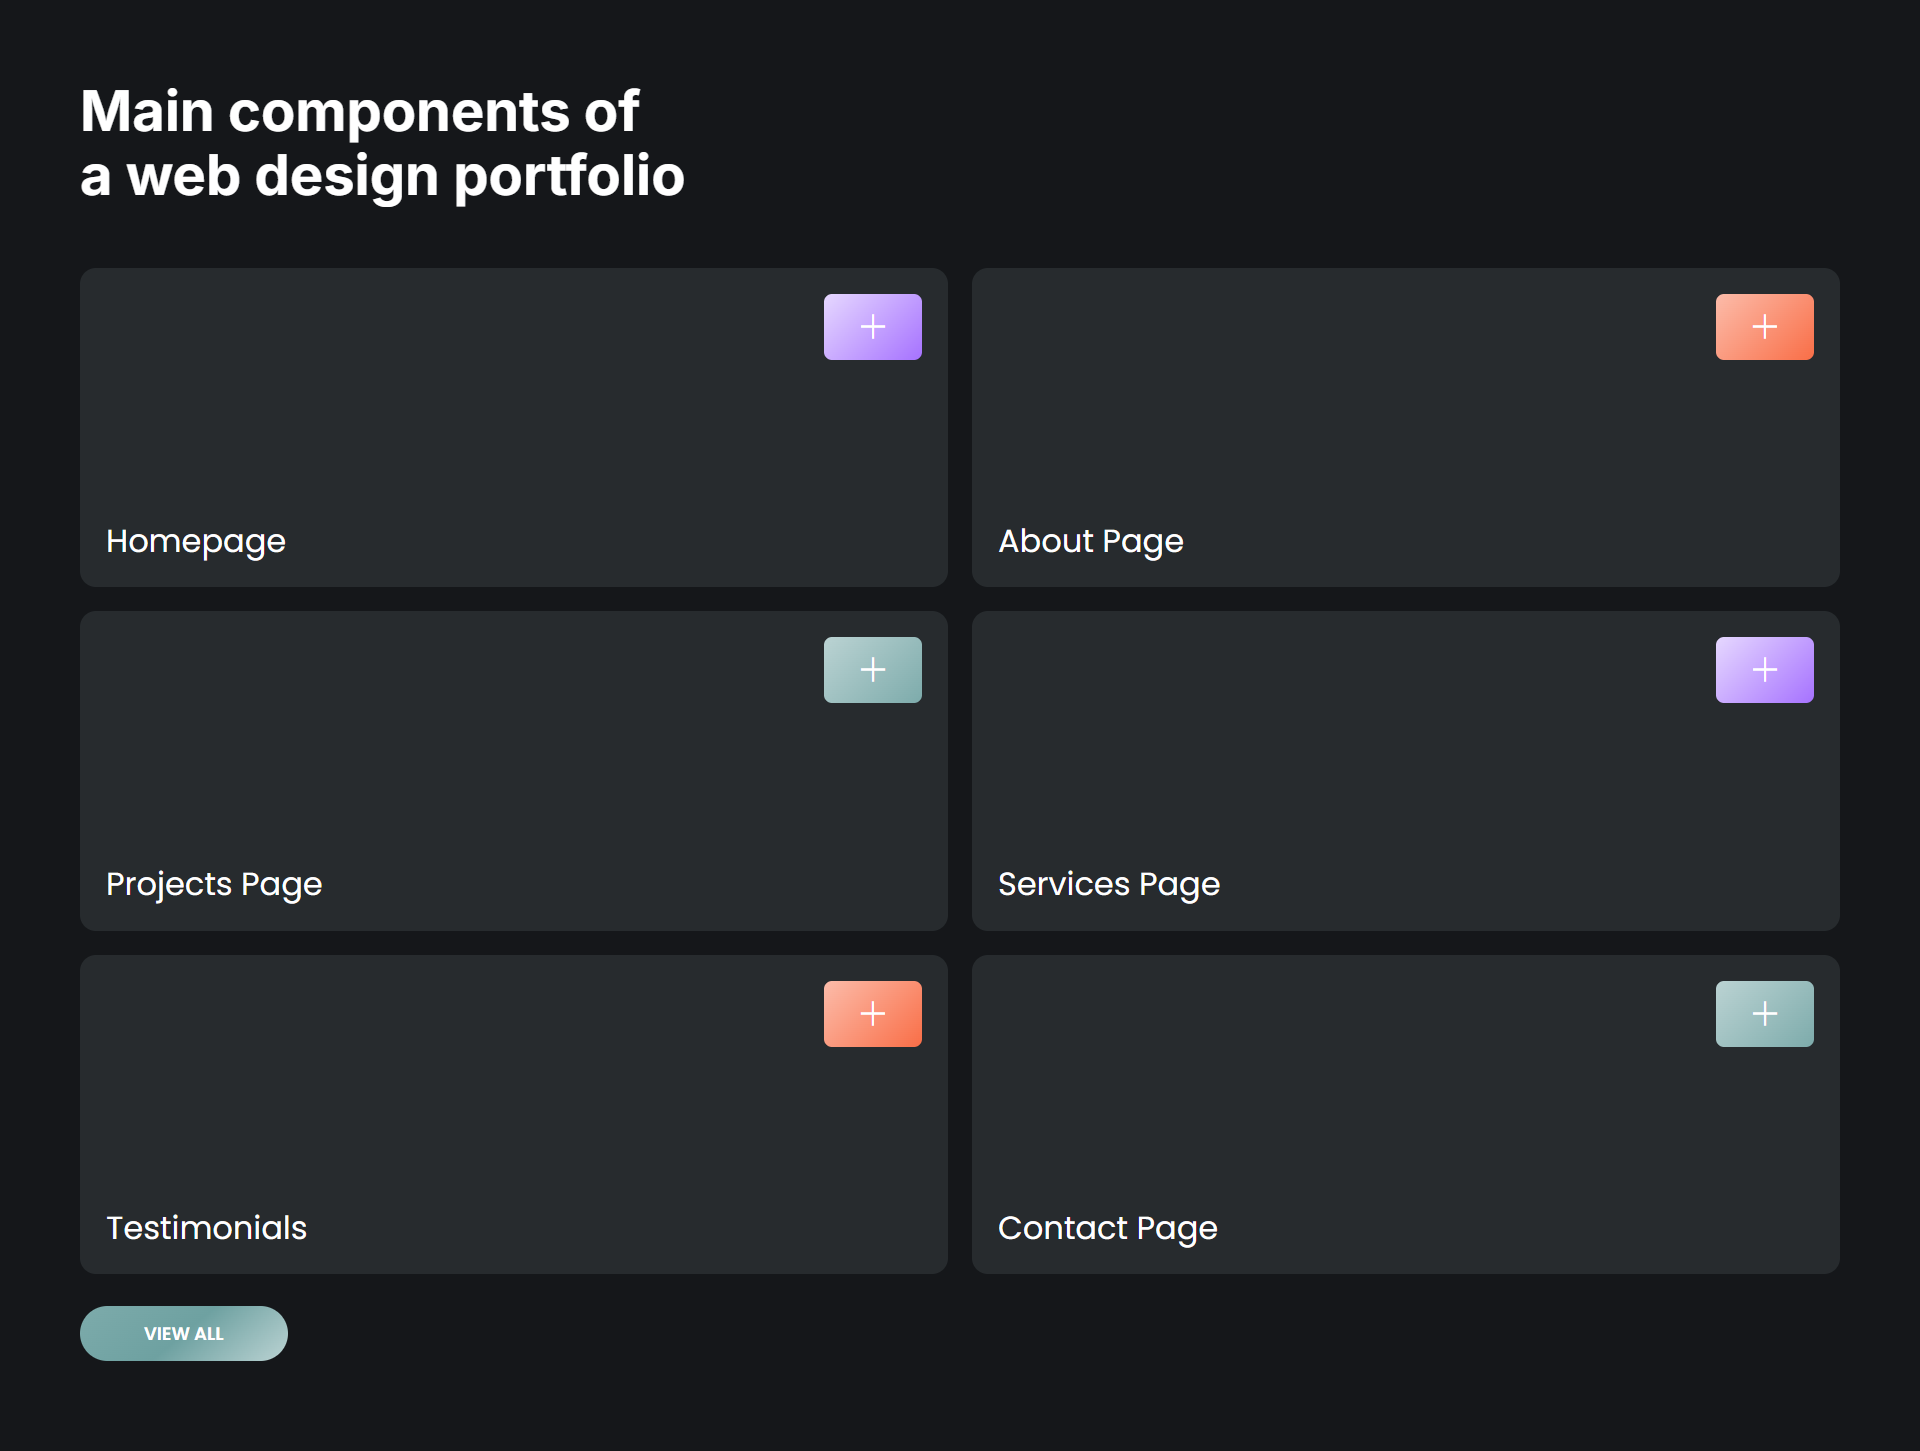 Main components of
a web design portfolio
Homepage
About Page
Projects Page
Services Page
Testimonials
Contact Page
VIEW ALL